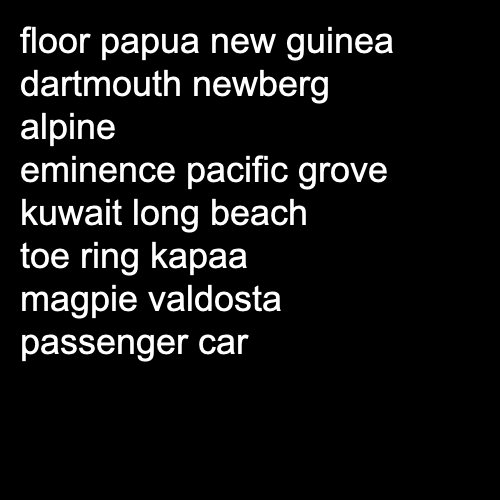 floor papua new guinea
dartmouth newberg
alpine
eminence pacific grove
kuwait long beach
toe ring kapaa
magpie valdosta
passenger car